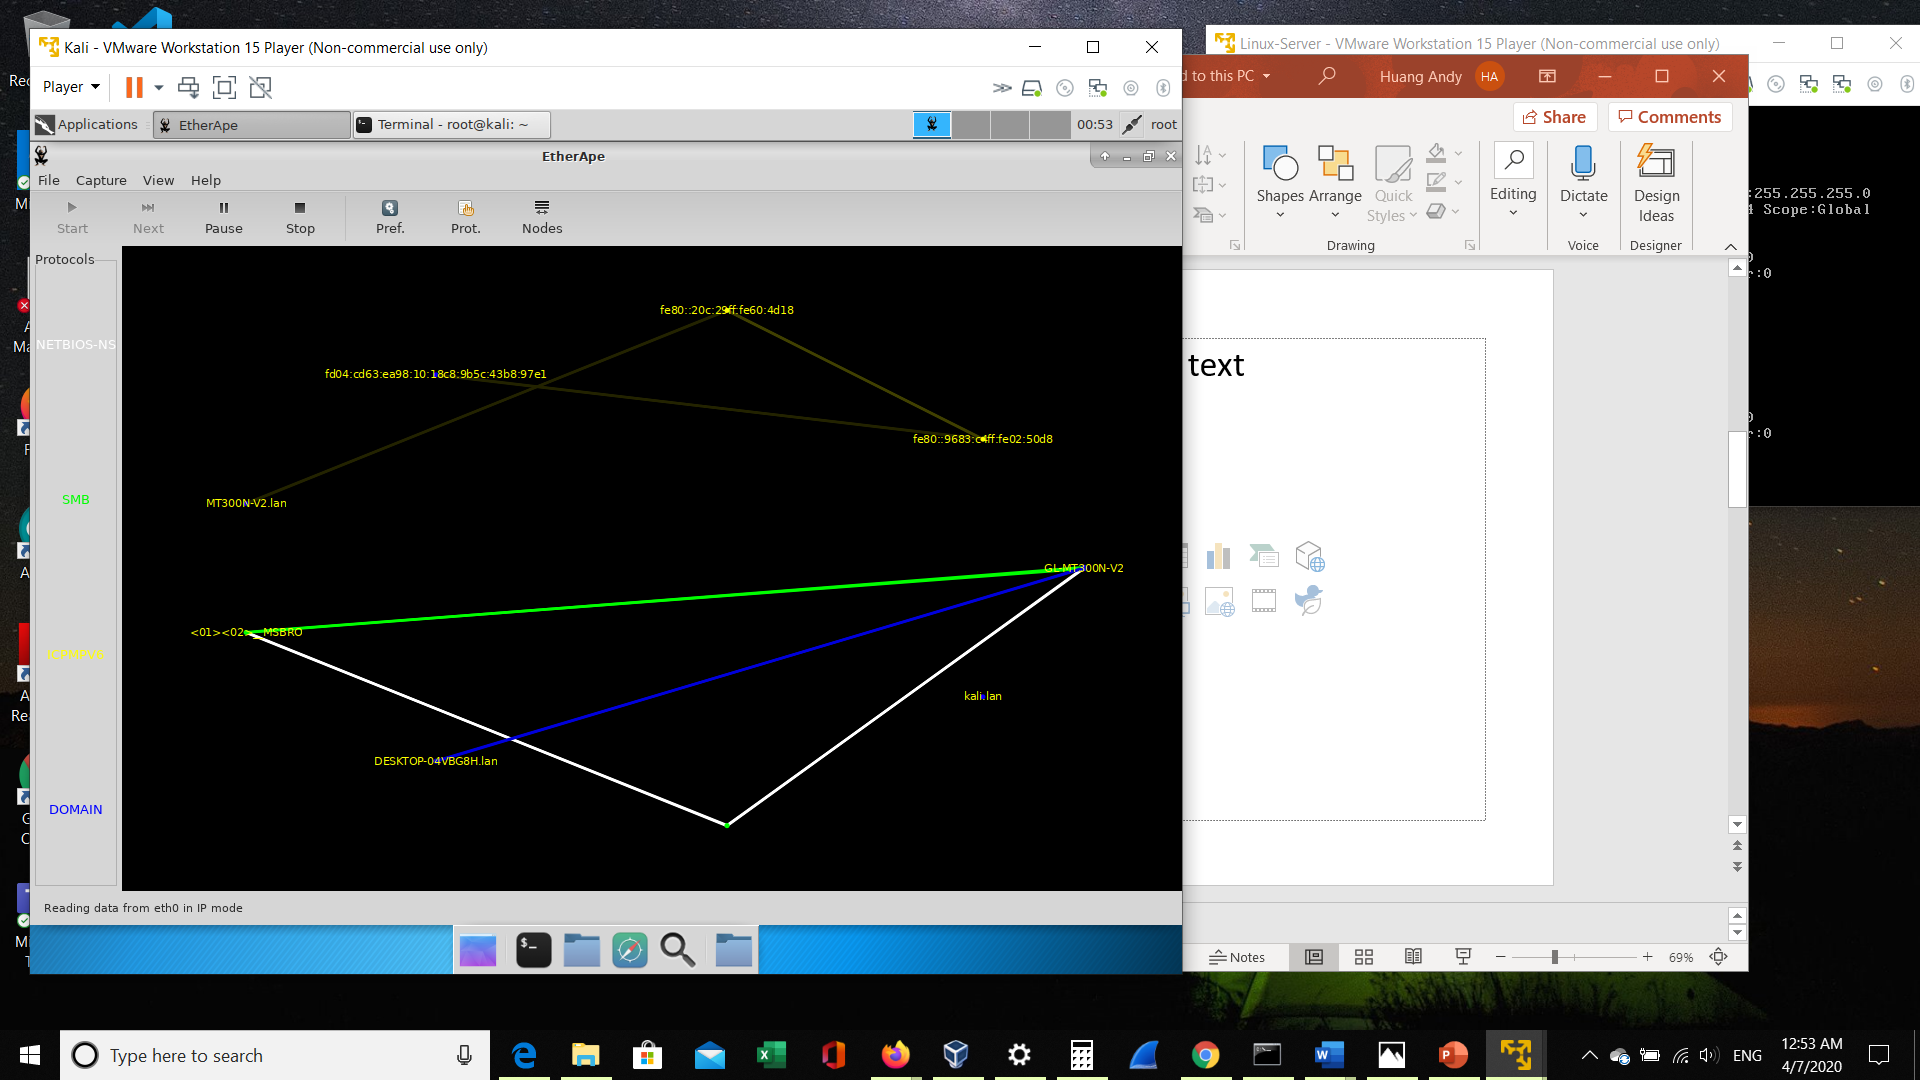 Kali - VMware Workstation 15 Player (Non-commercial use only)
Player
Applications
EtherApe
Terminal - root@kali: ~
00:53
root
EtherApe
File Capture View Help
Start Next Pause Stop Pref. Prot. Nodes
Protocols
NETBIOS-NS
SMB
ICPMPV6
DOMAIN
fe80::20c:29ff:fe60:4d18
fd04:cd63:ea98:10:18c8:9b5c:43b8:97e1
fe80::9683:c4ff:fe02:50d8
MT300N-V2.lan
GL-MT300N-V2
<01><02>__MSBRO
kali.lan
DESKTOP-04VBG8H.lan
Reading data from eth0 in IP mode
Linux-Server - VMware Workstation 15 Player (Non-commercial use only)
d to this PC
Huang Andy
HA
Share
Comments
Shapes Arrange Quick Styles
Editing
Dictate
Design Ideas
Drawing
Voice
Designer
text
:255.255.255.0
Scope:Global
r:0
r:0
Notes
69%
Type here to search
ENG
12:53 AM
4/7/2020